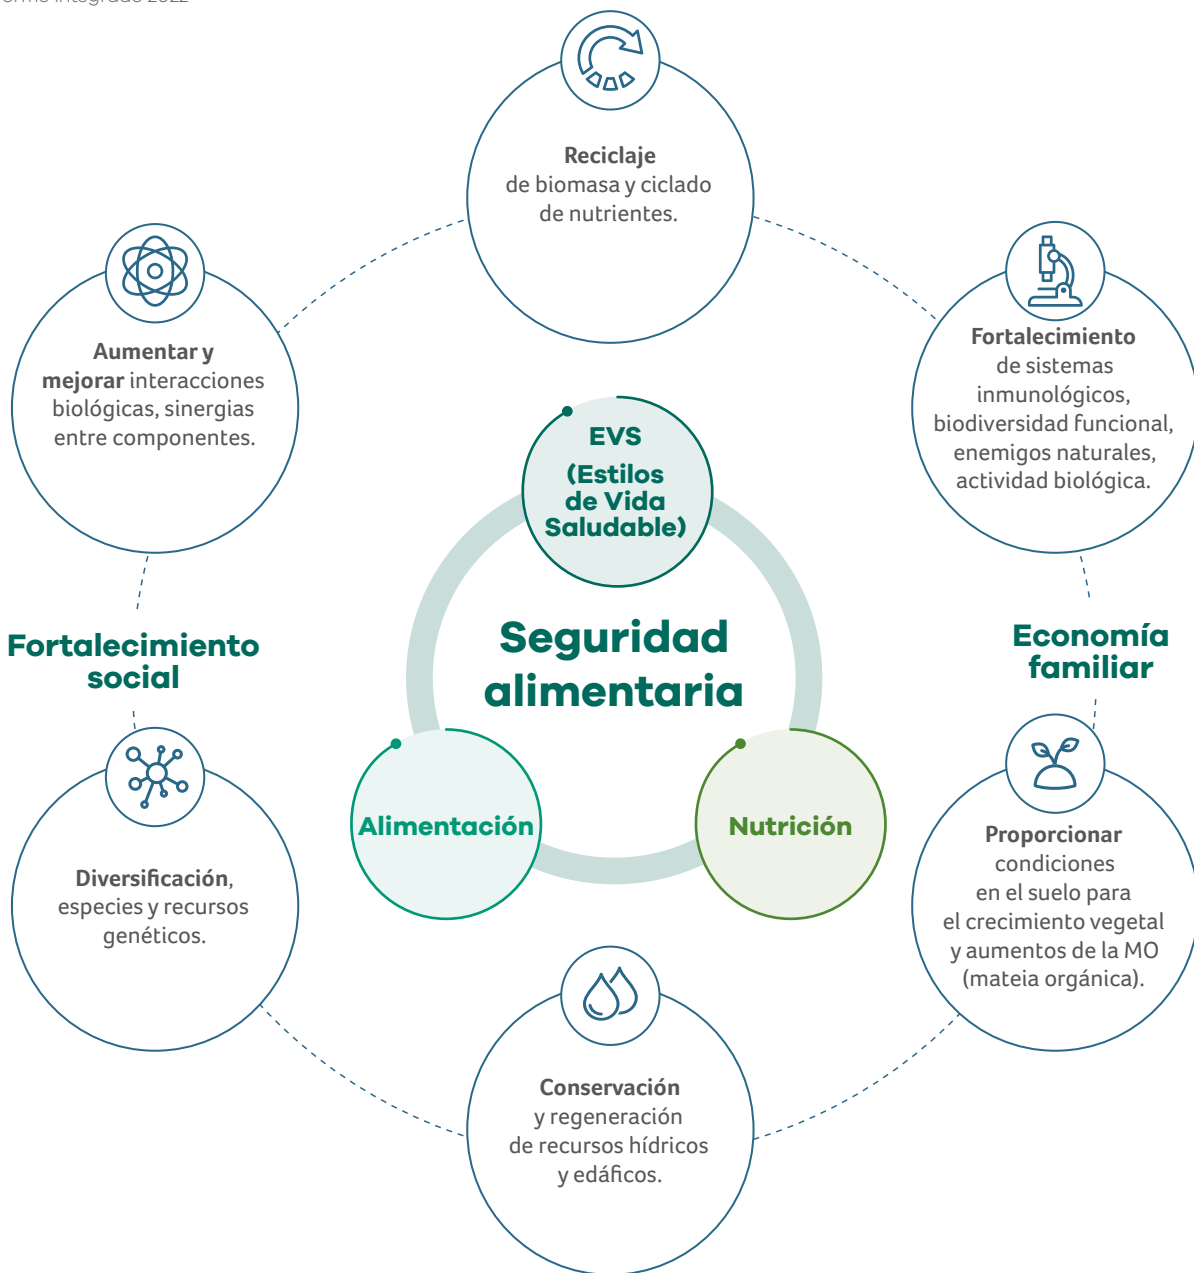 Integrado 2022
Reciclaje
de biomasa y ciclado
de nutrientes.
Aumentar y
mejorar interacciones
biológicas, sinergias
entre componentes.
Fortalecimiento
de sistemas
inmunológicos,
biodiversidad funcional,
enemigos naturales,
actividad biológica.
EVS
(Estilos
de Vida
Saludable)
Seguridad
alimentaria
Fortalecimiento
social
Economía
familiar
Alimentación
Nutrición
Diversificación,
especies y recursos
genéticos.
Proporcionar
condiciones
en el suelo para
el crecimiento vegetal
y aumentos de la MO
(mateia orgánica).
Conservación
y regeneración
de recursos hídricos
y edáficos.